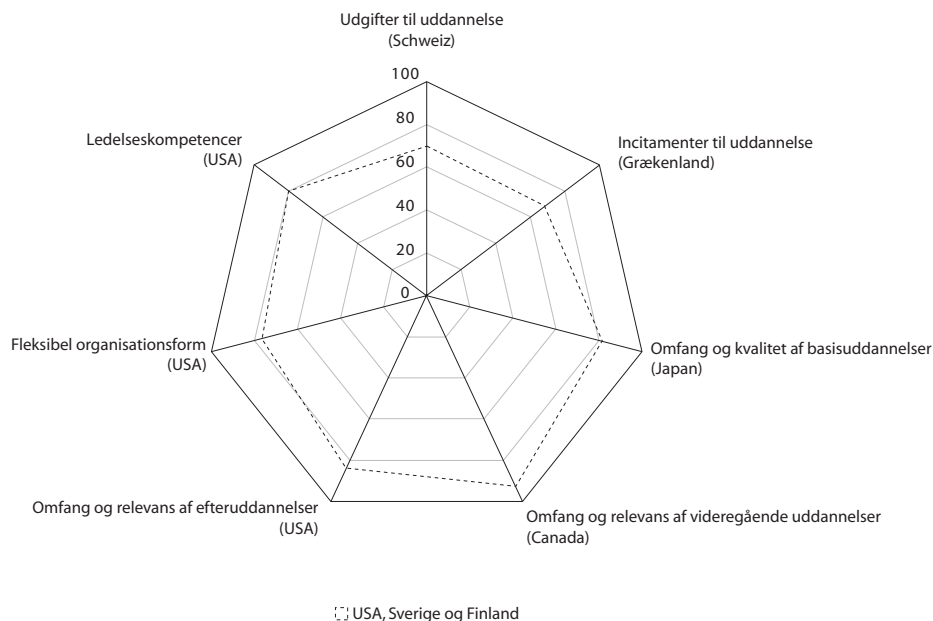 Udgifter til uddannelse
(Schweiz)
100
80
60
40
20
0
Ledelseskompetencer
(USA)
Incitamenter til uddannelse
(Grækenland)
Fleksibel organisationsform
(USA)
Omfang og kvalitet af basisuddannelser
(Japan)
Omfang og relevans af efteruddannelser
(USA)
Omfang og relevans af videregående uddannelser
(Canada)
USA, Sverige og Finland